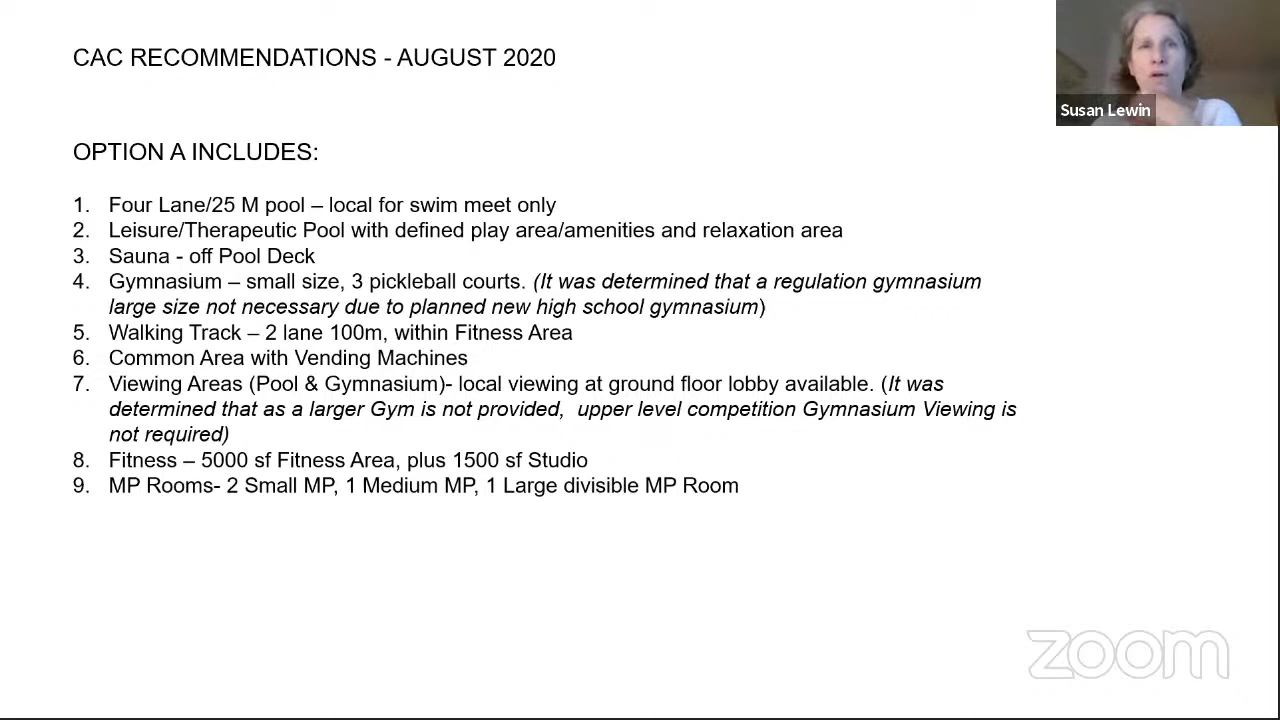 CAC RECOMMENDATIONS - AUGUST 2020
Susan Lewin
OPTION A INCLUDES:
1. Four Lane/25 M pool – local for swim meet only
2. Leisure/Therapeutic Pool with defined play area/amenities and relaxation area
3. Sauna - off Pool Deck
4. Gymnasium – small size, 3 pickleball courts. (It was determined that a regulation gymnasium
large size not necessary due to planned new high school gymnasium)
5. Walking Track – 2 lane 100m, within Fitness Area
6. Common Area with Vending Machines
7. Viewing Areas (Pool & Gymnasium)- local viewing at ground floor lobby available. (It was
determined that as a larger Gym is not provided, upper level competition Gymnasium Viewing is
not required)
8. Fitness – 5000 sf Fitness Area, plus 1500 sf Studio
9. MP Rooms- 2 Small MP, 1 Medium MP, 1 Large divisible MP Room
zoom